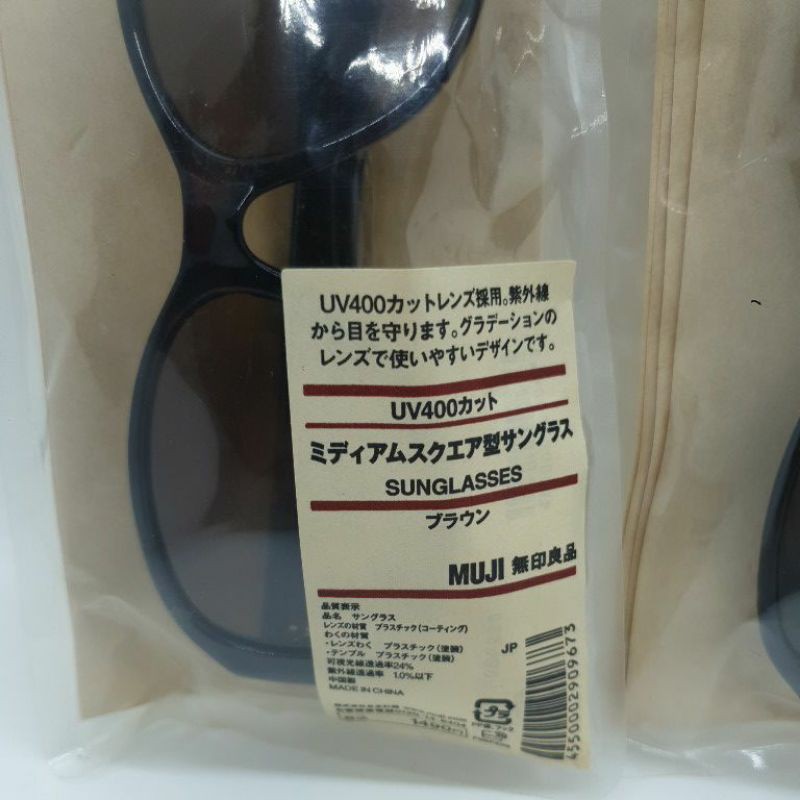 UV400カットレンズ採用。紫外線
から目を守ります。グラデーションの
レンズで使いやすいデザインです。
UV400カット
ミディアムスクエア型サングラス
SUNGLASSES
ブラウン
MUJI 無印良品
品質表示
品名 サングラス
レンズの材質 プラスチック(コーティング)
わくの材質
・レンズわく プラスチック(塗装)
・テンプル プラスチック(塗装)
可視光線透過率24%
紫外線透過率 1.0%以下
中国製
MADE IN CHINA
JP
プラ
4550002909673